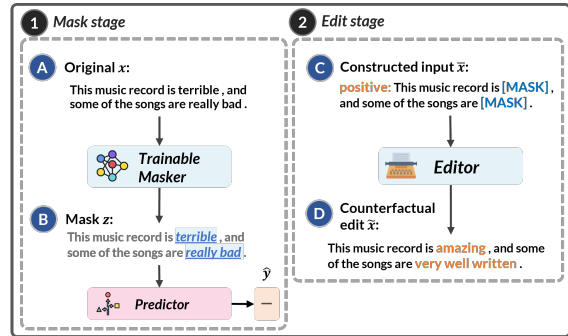 1 Mask stage
A Original x:
This music record is terrible , and
some of the songs are really bad .
Trainable
Masker
B Mask z:
This music record is terrible , and
some of the songs are really bad .
ŷ
Predictor
−
2 Edit stage
C Constructed input x̃:
positive: This music record is [MASK] ,
and some of the songs are [MASK] .
Editor
D Counterfactual
edit x̃:
This music record is amazing , and some
of the songs are very well written .